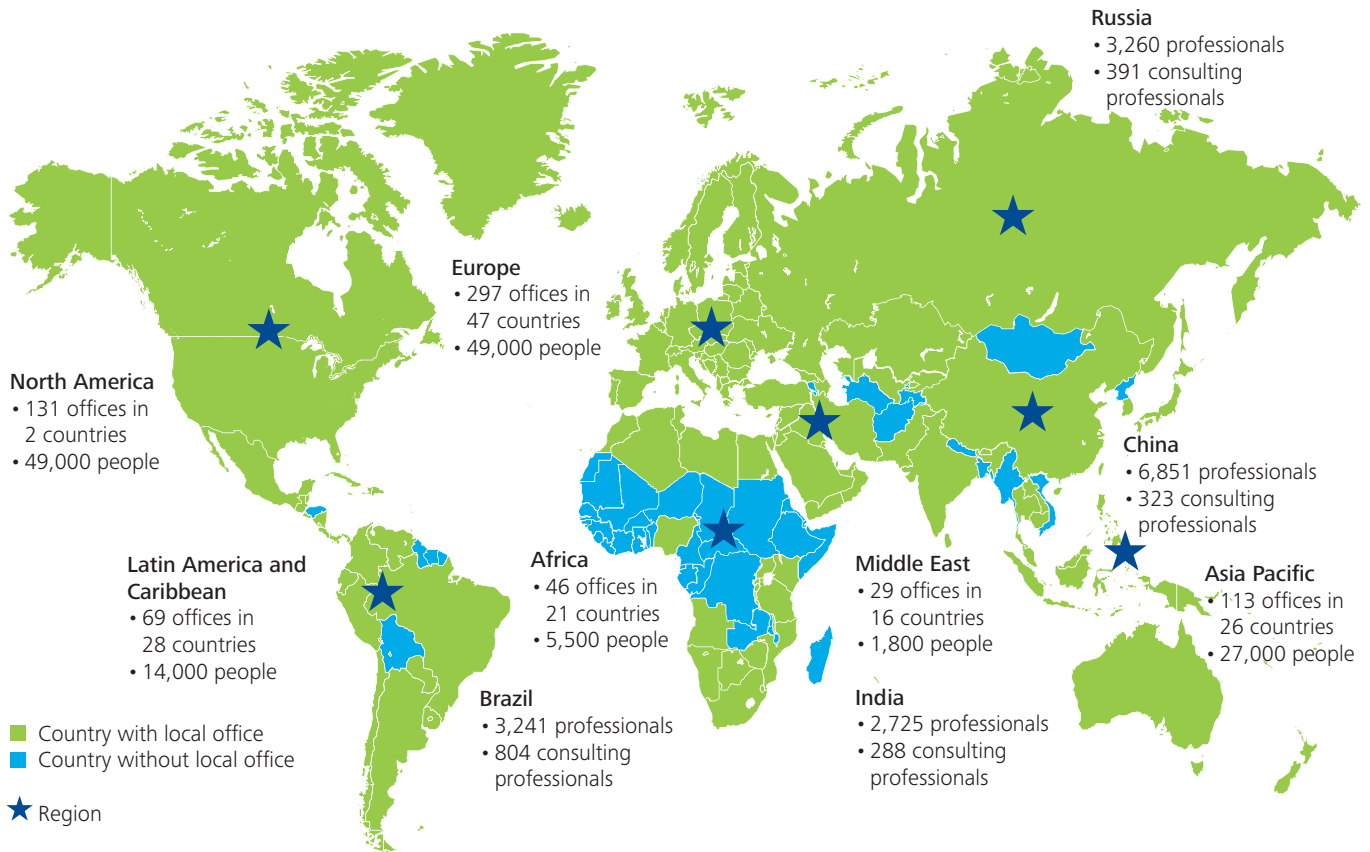 Russia
• 3,260 professionals
• 391 consulting
professionals
Europe
• 297 offices in
47 countries
• 49,000 people
North America
• 131 offices in
2 countries
• 49,000 people
China
• 6,851 professionals
• 323 consulting
professionals
Latin America and
Caribbean
• 69 offices in
28 countries
• 14,000 people
Africa
• 46 offices in
21 countries
• 5,500 people
Middle East
• 29 offices in
16 countries
• 1,800 people
Asia Pacific
• 113 offices in
26 countries
• 27,000 people
Brazil
• 3,241 professionals
• 804 consulting
professionals
India
• 2,725 professionals
• 288 consulting
professionals
Country with local office
Country without local office
Region